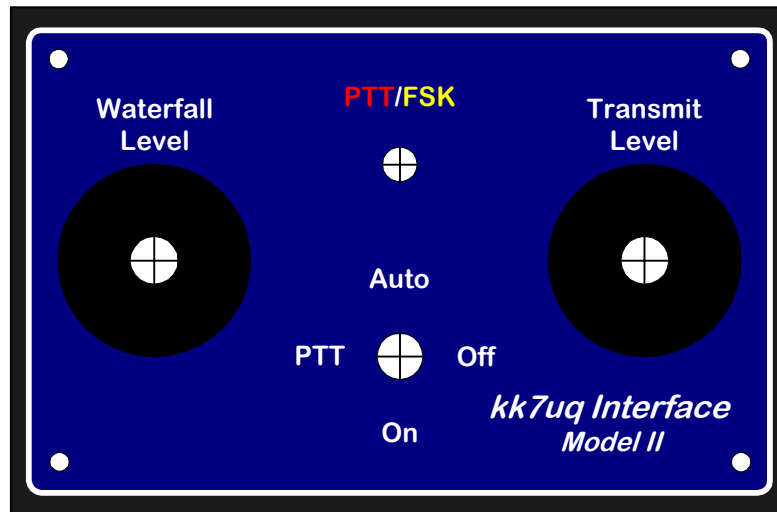 Waterfall
Level
PTT/FSK
Transmit
Level
Auto
PTT
Off
On
kk7uq Interface
Model II